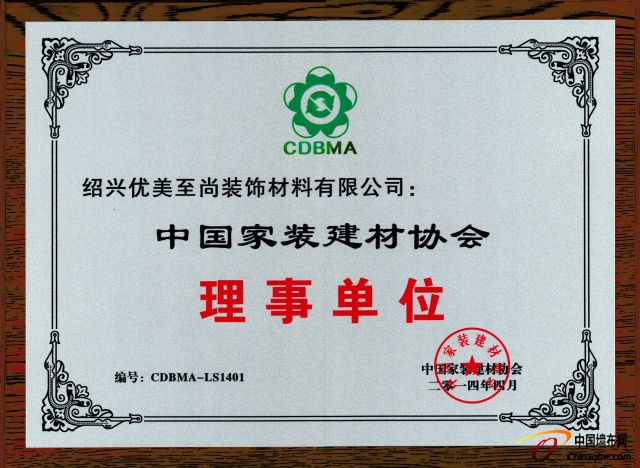 CDBMA
绍兴优美至尚装饰材料有限公司：
中国家装建材协会
理事单位
编号：CDBMA-LS1401
中国家装建材协会
二零一四年四月
中国墙布网
Chinaqbw.com